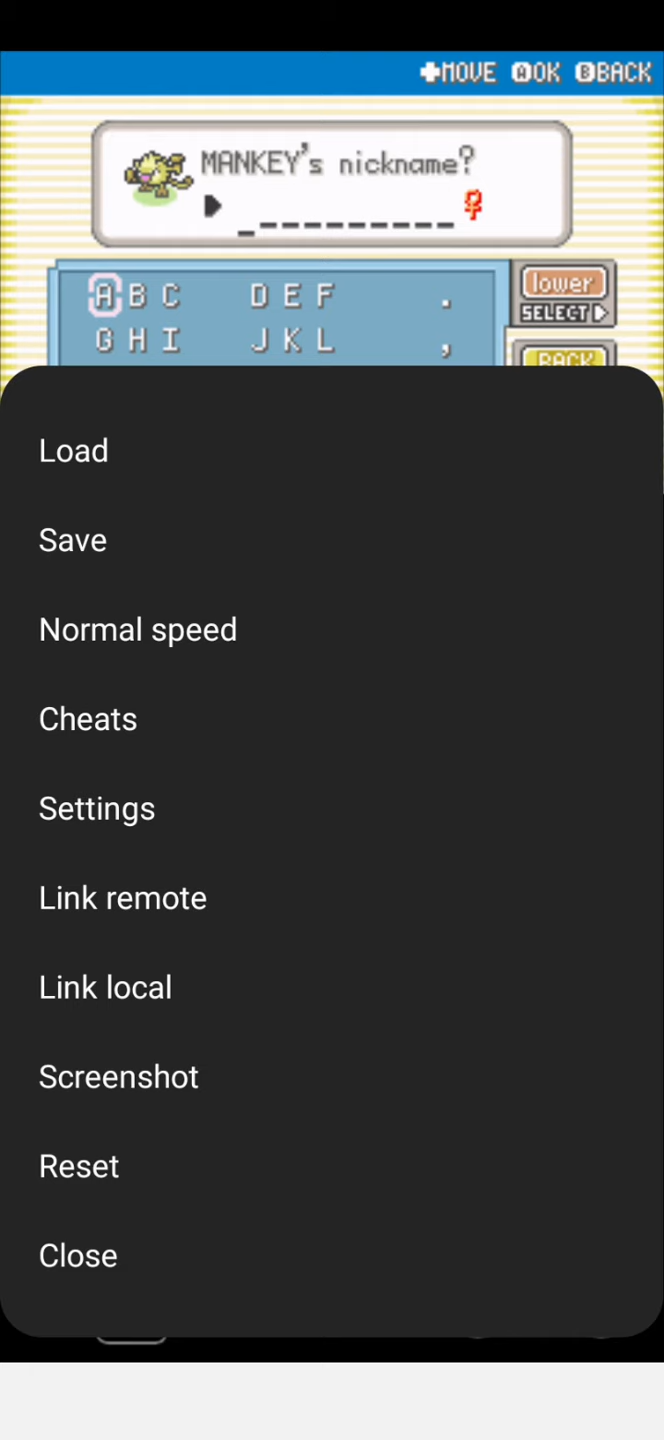 MOVE AOK BBACK
MANKEY's nickname?
A B C D E F .
lower
SELECT
G H I J K L ,
BACK
Load
Save
Normal speed
Cheats
Settings
Link remote
Link local
Screenshot
Reset
Close